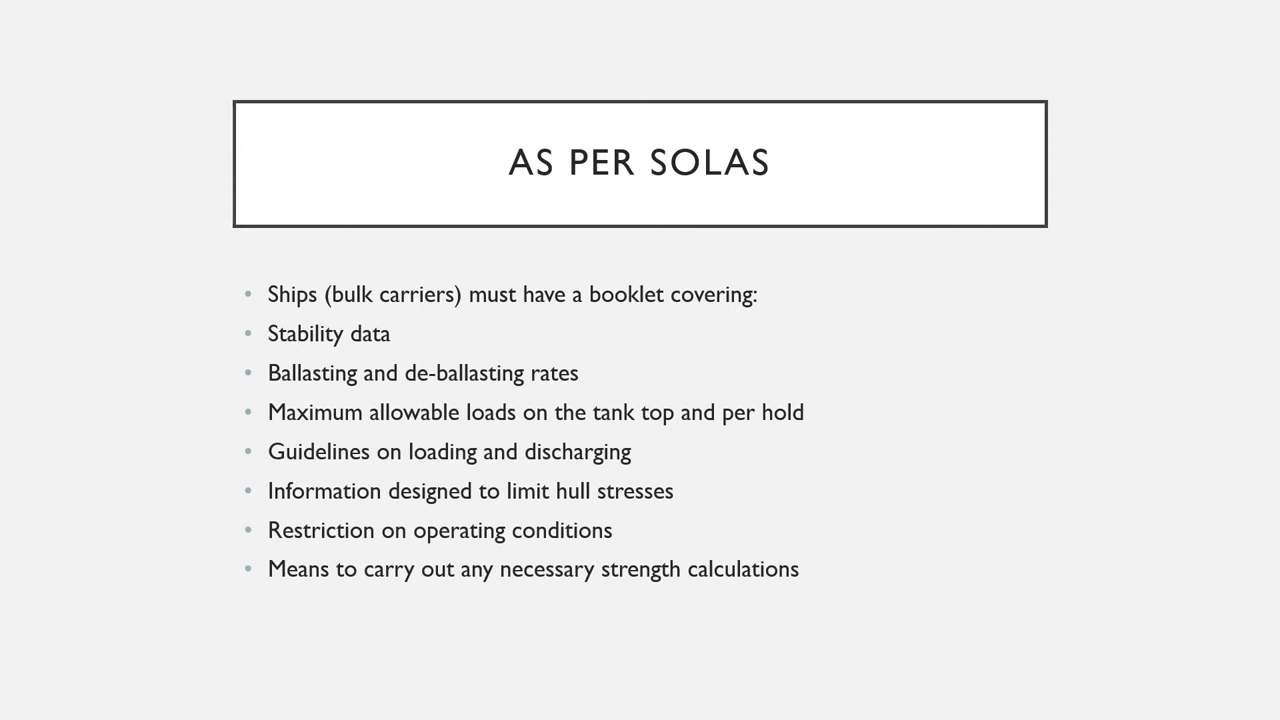 AS PER SOLAS
• Ships (bulk carriers) must have a booklet covering:
• Stability data
• Ballasting and de-ballasting rates
• Maximum allowable loads on the tank top and per hold
• Guidelines on loading and discharging
• Information designed to limit hull stresses
• Restriction on operating conditions
• Means to carry out any necessary strength calculations